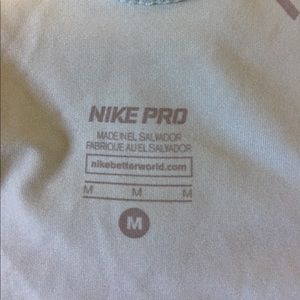 NIKE PRO
MADE IN EL SALVADOR
FABRIQUE AU EL SALVADOR
nikebetterworld.com
M M M
M